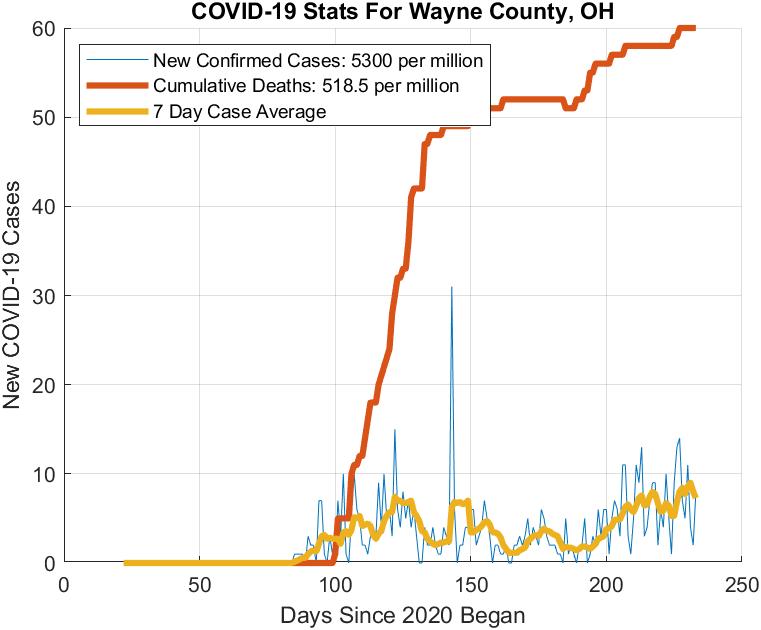 COVID-19 Stats For Wayne County, OH
New Confirmed Cases: 5300 per million
Cumulative Deaths: 518.5 per million
7 Day Case Average
New COVID-19 Cases
60
50
40
30
20
10
0
0 50 100 150 200 250
Days Since 2020 Began